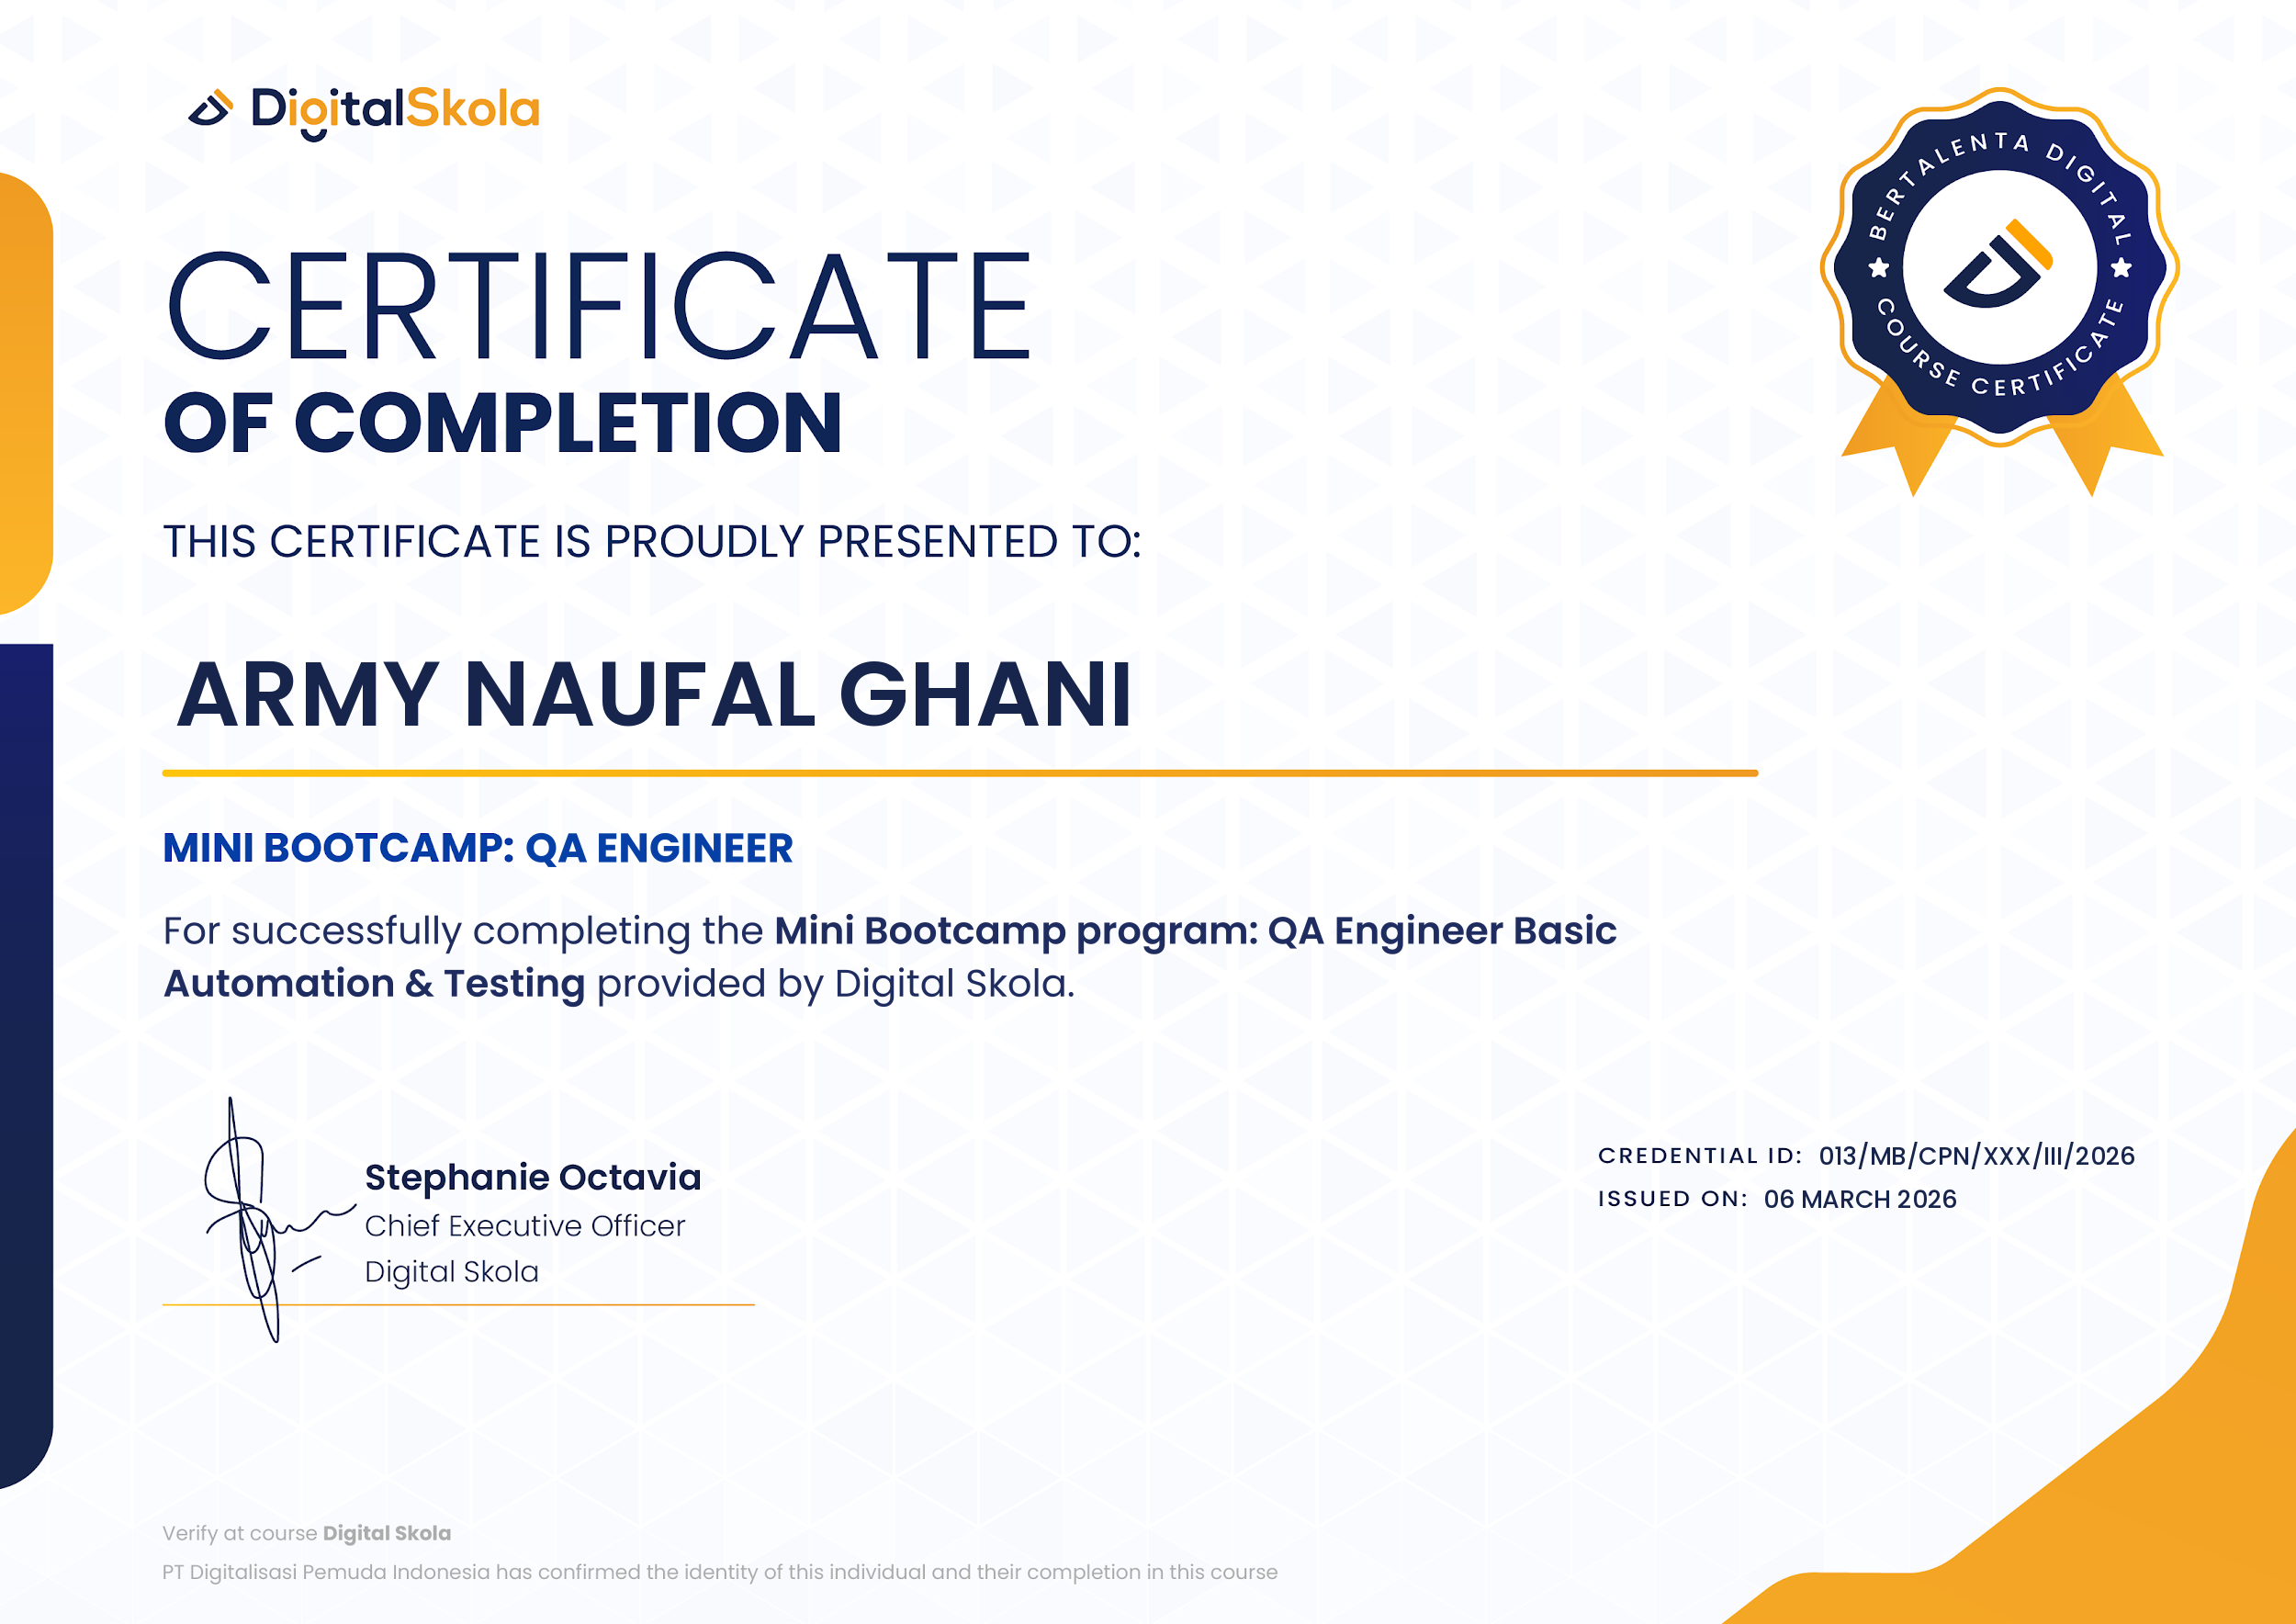 DigitalSkola
BERTALENTA DIGITAL
COURSE CERTIFICATE
CERTIFICATE
OF COMPLETION
THIS CERTIFICATE IS PROUDLY PRESENTED TO:
ARMY NAUFAL GHANI
MINI BOOTCAMP: QA ENGINEER
For successfully completing the Mini Bootcamp program: QA Engineer Basic
Automation & Testing provided by Digital Skola.
Stephanie Octavia
Chief Executive Officer
Digital Skola
CREDENTIAL ID: 013/MB/CPN/XXX/III/2026
ISSUED ON: 06 MARCH 2026
Verify at course Digital Skola
PT Digitalisasi Pemuda Indonesia has confirmed the identity of this individual and their completion in this course